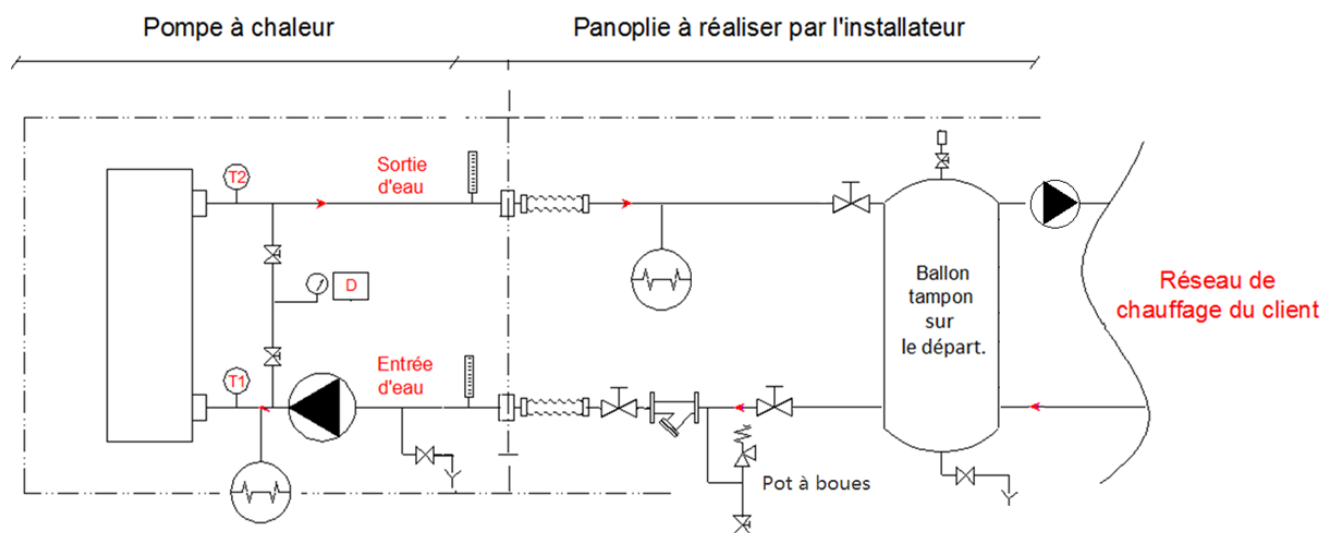 Pompe à chaleur
Panoplie à réaliser par l'installateur
T2
Sortie
d'eau
D
Ballon
tampon
sur
le départ.
Réseau de
chauffage du client
T1
Entrée
d'eau
Pot à boues